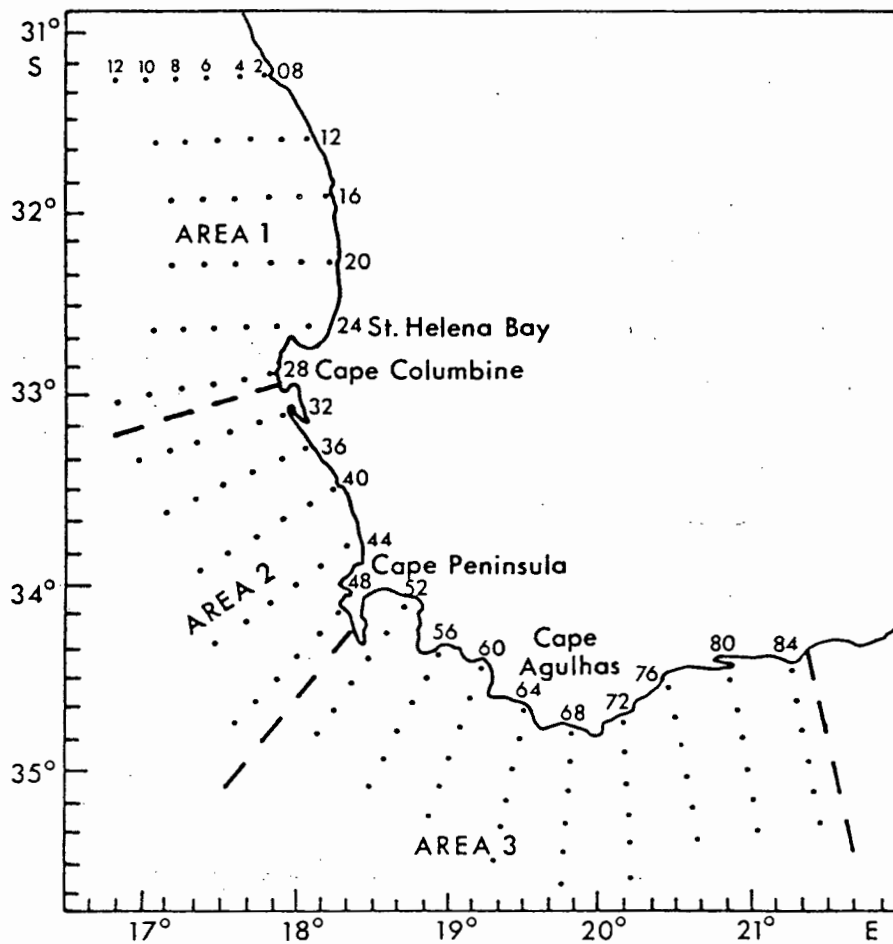 31°
S
12 10 8 6 4 2 08
12
16
32°
AREA 1
20
24 St. Helena Bay
28 Cape Columbine
33°
32
36
40
44
Cape Peninsula
34°
AREA 2
48
52
56
60
Cape
Agulhas
64
68
72
76
80
84
35°
AREA 3
17° 18° 19° 20° 21° E